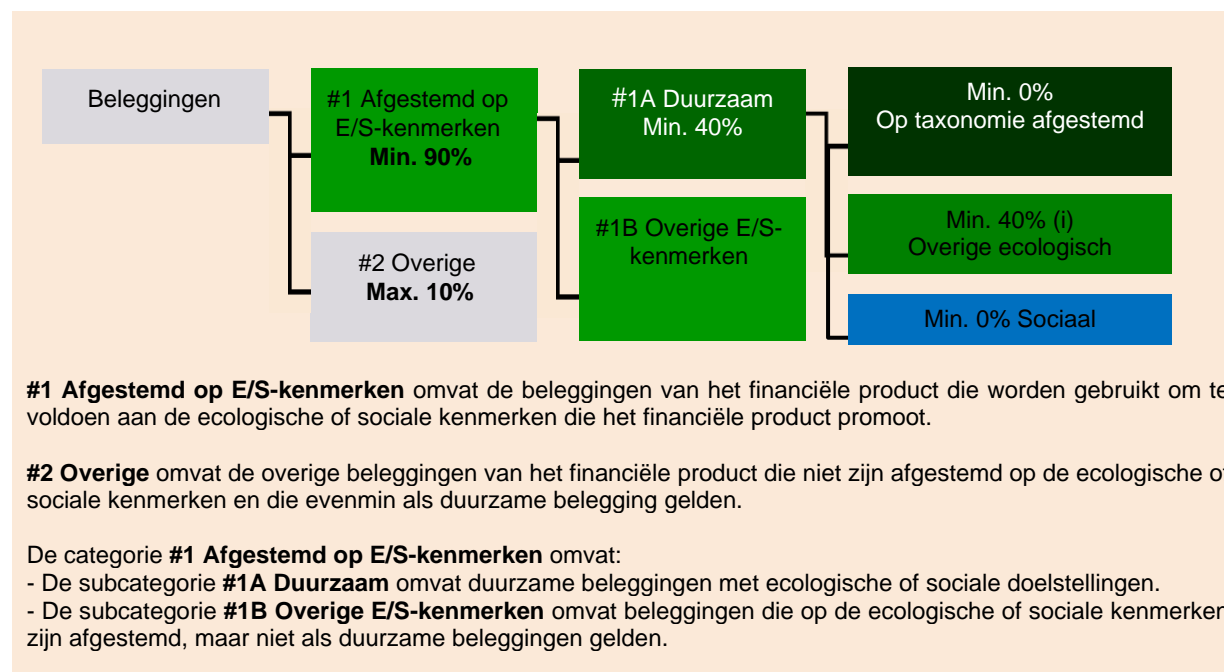 Beleggingen
#1 Afgestemd op
E/S-kenmerken
Min. 90%
#2 Overige
Max. 10%
#1A Duurzaam
Min. 40%
#1B Overige E/S-
kenmerken
Min. 0%
Op taxonomie afgestemd
Min. 40% (i)
Overige ecologisch
Min. 0% Sociaal
#1 Afgestemd op E/S-kenmerken omvat de beleggingen van het financiële product die worden gebruikt om te
voldoen aan de ecologische of sociale kenmerken die het financiële product promoot.
#2 Overige omvat de overige beleggingen van het financiële product die niet zijn afgestemd op de ecologische of
sociale kenmerken en die evenmin als duurzame belegging gelden.
De categorie #1 Afgestemd op E/S-kenmerken omvat:
- De subcategorie #1A Duurzaam omvat duurzame beleggingen met ecologische of sociale doelstellingen.
- De subcategorie #1B Overige E/S-kenmerken omvat beleggingen die op de ecologische of sociale kenmerken
zijn afgestemd, maar niet als duurzame beleggingen gelden.